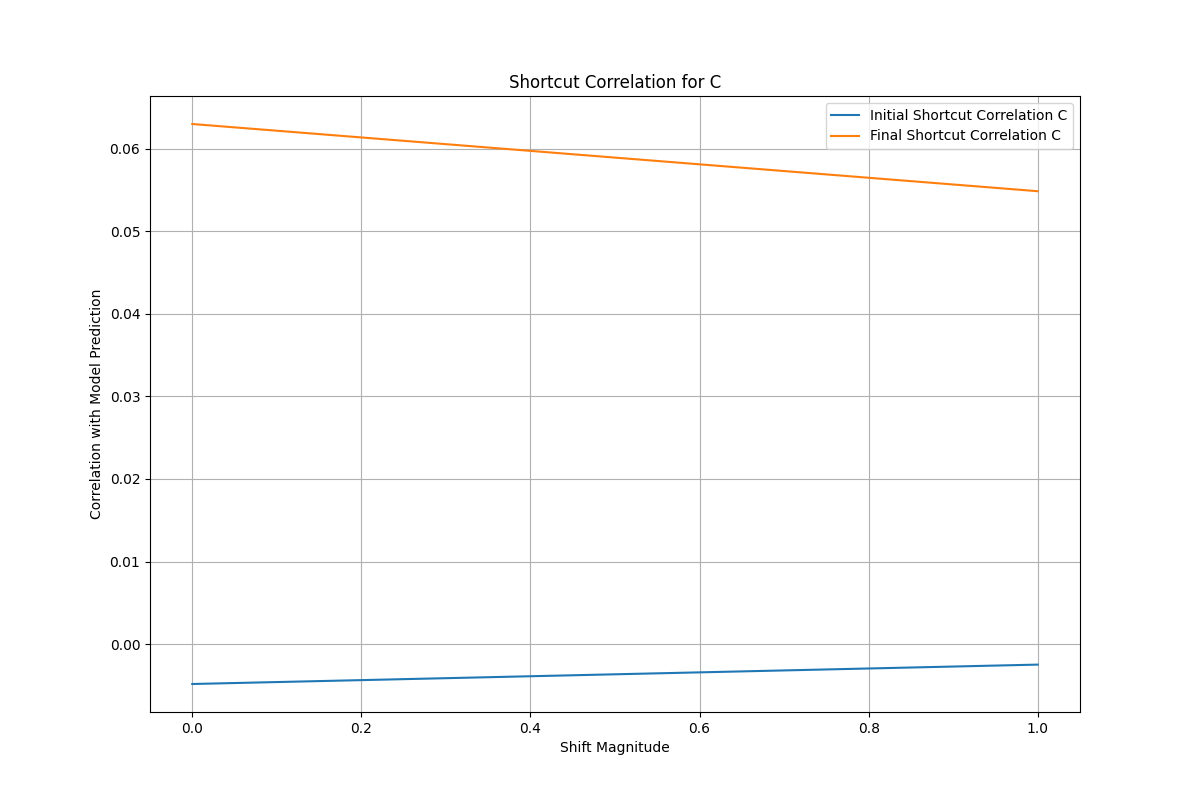 Shortcut Correlation for C
Initial Shortcut Correlation C
Final Shortcut Correlation C
Correlation with Model Prediction
0.06
0.05
0.04
0.03
0.02
0.01
0.00
0.0 0.2 0.4 0.6 0.8 1.0
Shift Magnitude